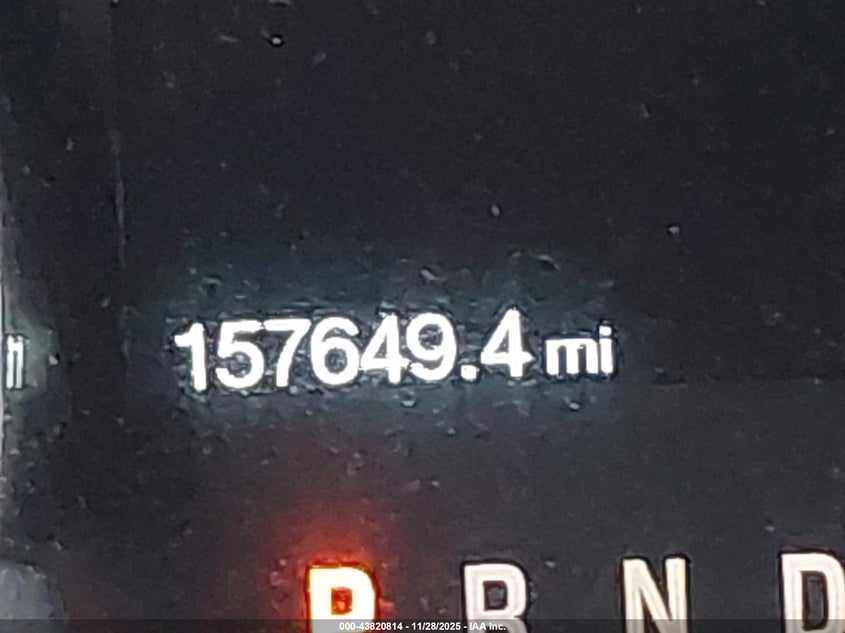 157649.4 mi
P R N D
000-43820814 - 11/28/2025 - IAA Inc.